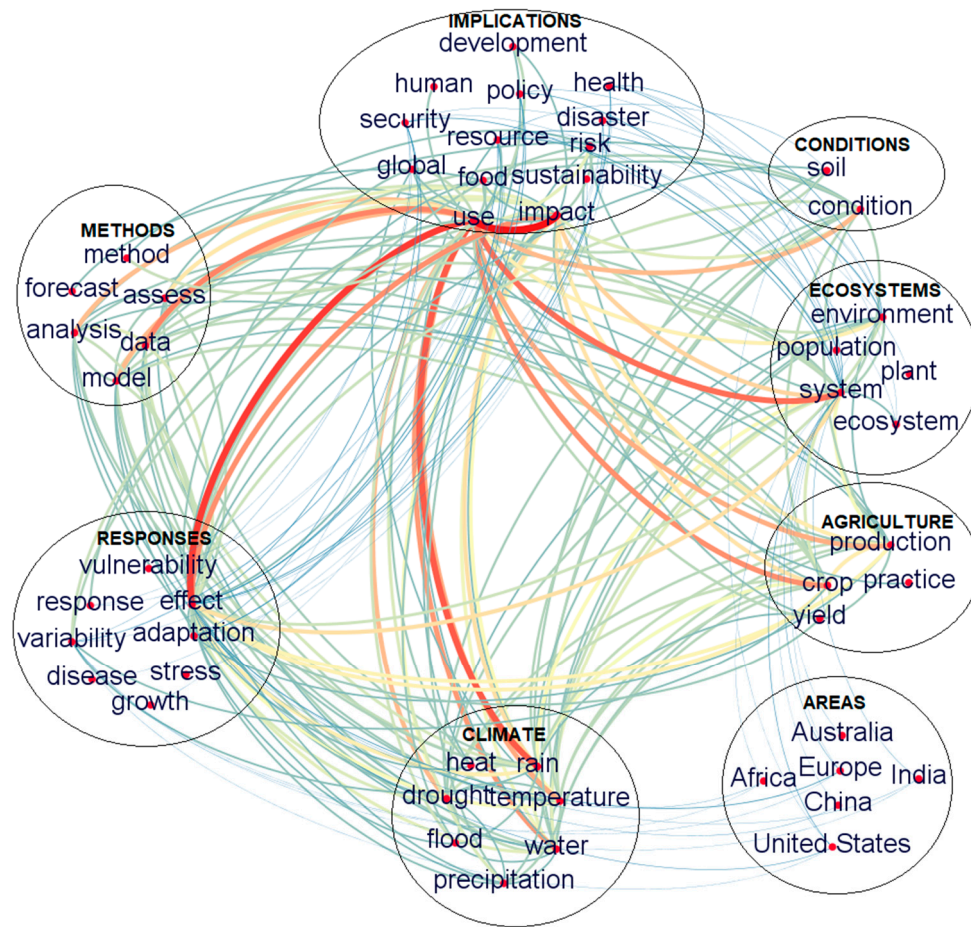 IMPLICATIONS
development
human
policy
health
security
disaster
resource
risk
global
food
sustainability
use
impact
CONDITIONS
soil
condition
METHODS
method
forecast
assess
analysis
data
model
ECOSYSTEMS
environment
population
plant
system
ecosystem
RESPONSES
vulnerability
response
effect
variability
adaptation
disease
stress
growth
AGRICULTURE
production
crop
practice
yield
CLIMATE
heat
rain
drought
temperature
flood
water
precipitation
AREAS
Australia
Africa
Europe
India
China
United States